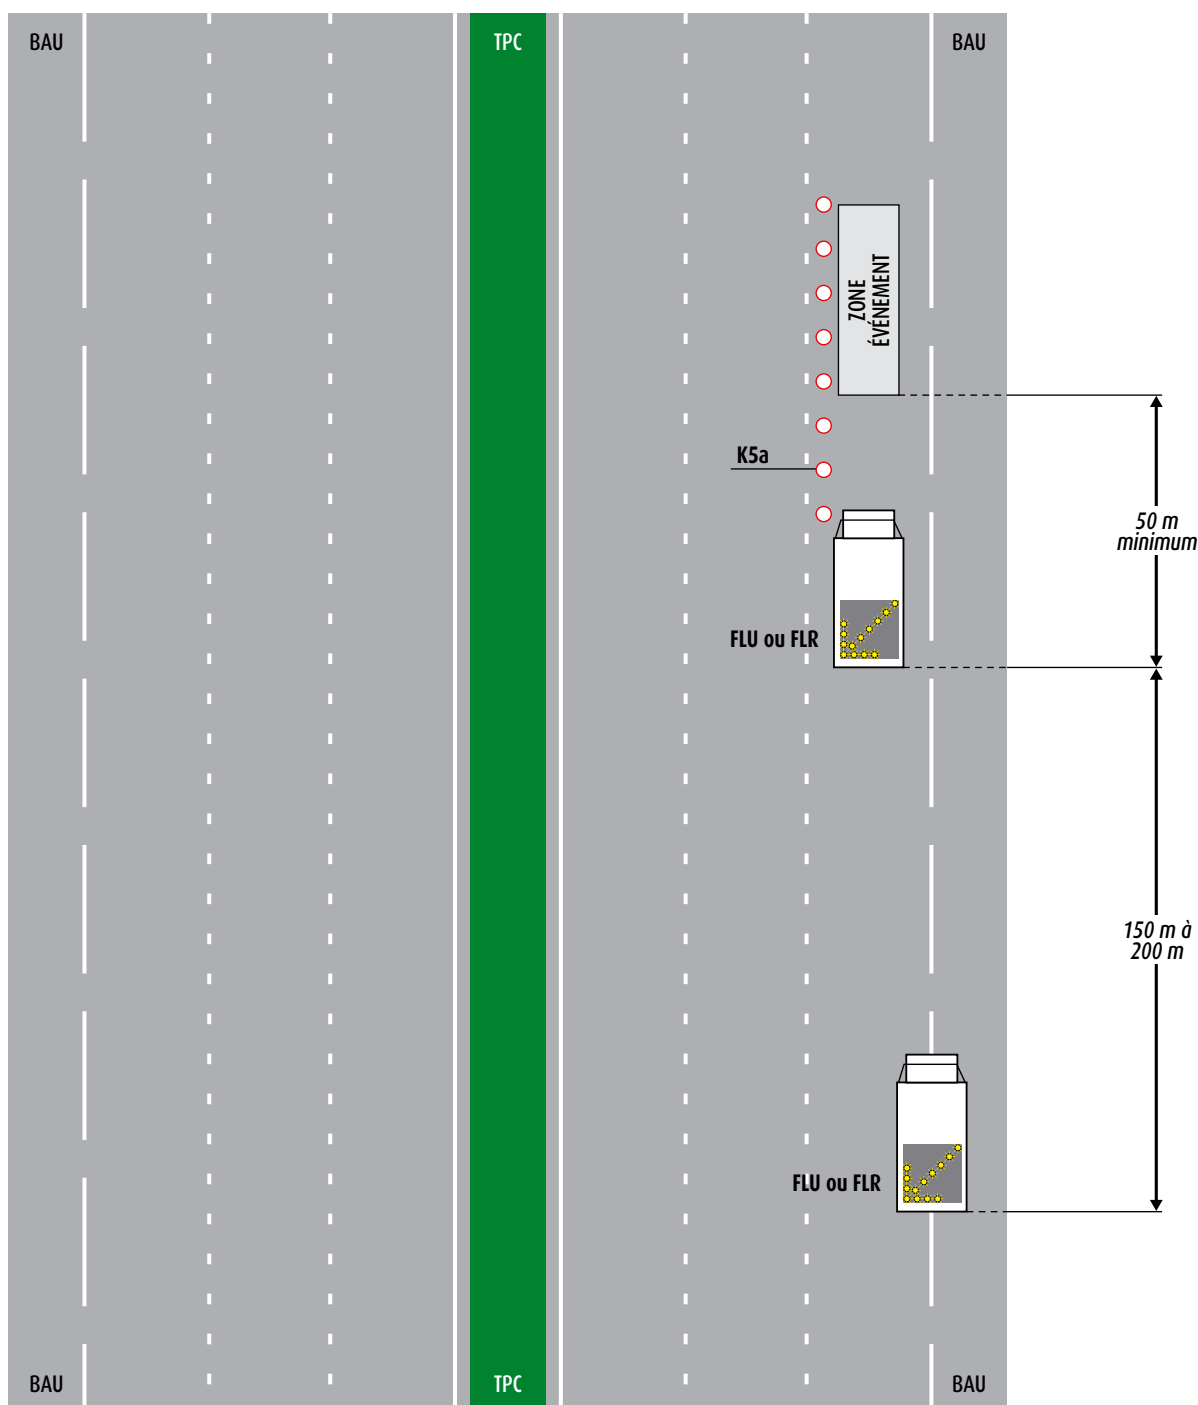 BAU
TPC
BAU
ZONE
ÉVÉNEMENT
K5a
50 m
minimum
FLU ou FLR
150 m à
200 m
FLU ou FLR
BAU
TPC
BAU